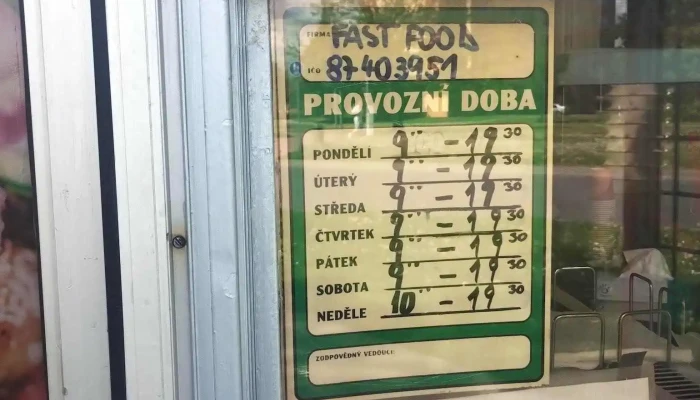 FIRMA FAST FOOD
IČO 87403951
PROVOZNÍ DOBA
PONDĚLÍ 9⁰⁰ - 19³⁰
ÚTERÝ 9⁰⁰ - 19³⁰
STŘEDA 9⁰⁰ - 19³⁰
ČTVRTEK 9⁰⁰ - 19³⁰
PÁTEK 9⁰⁰ - 19³⁰
SOBOTA 9⁰⁰ - 19³⁰
NEDĚLE 10⁰⁰ - 19³⁰
ZODPOVĚDNÝ VEDOUCÍ: